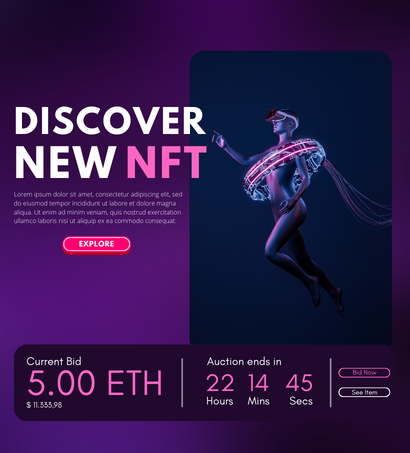 DISCOVER
NEW NFT
Lorem ipsum dolor sit amet, consectetur adipiscing elit, sed
do eiusmod tempor incididunt ut labore et dolore magna
aliqua. Ut enim ad minim veniam, quis nostrud exercitation
ullamco laboris nisi ut aliquip ex ea commodo consequat.
EXPLORE
Current Bid
5.00 ETH
$ 11.333,98
Auction ends in
22 14 45
Hours Mins Secs
Bid Now
See Item